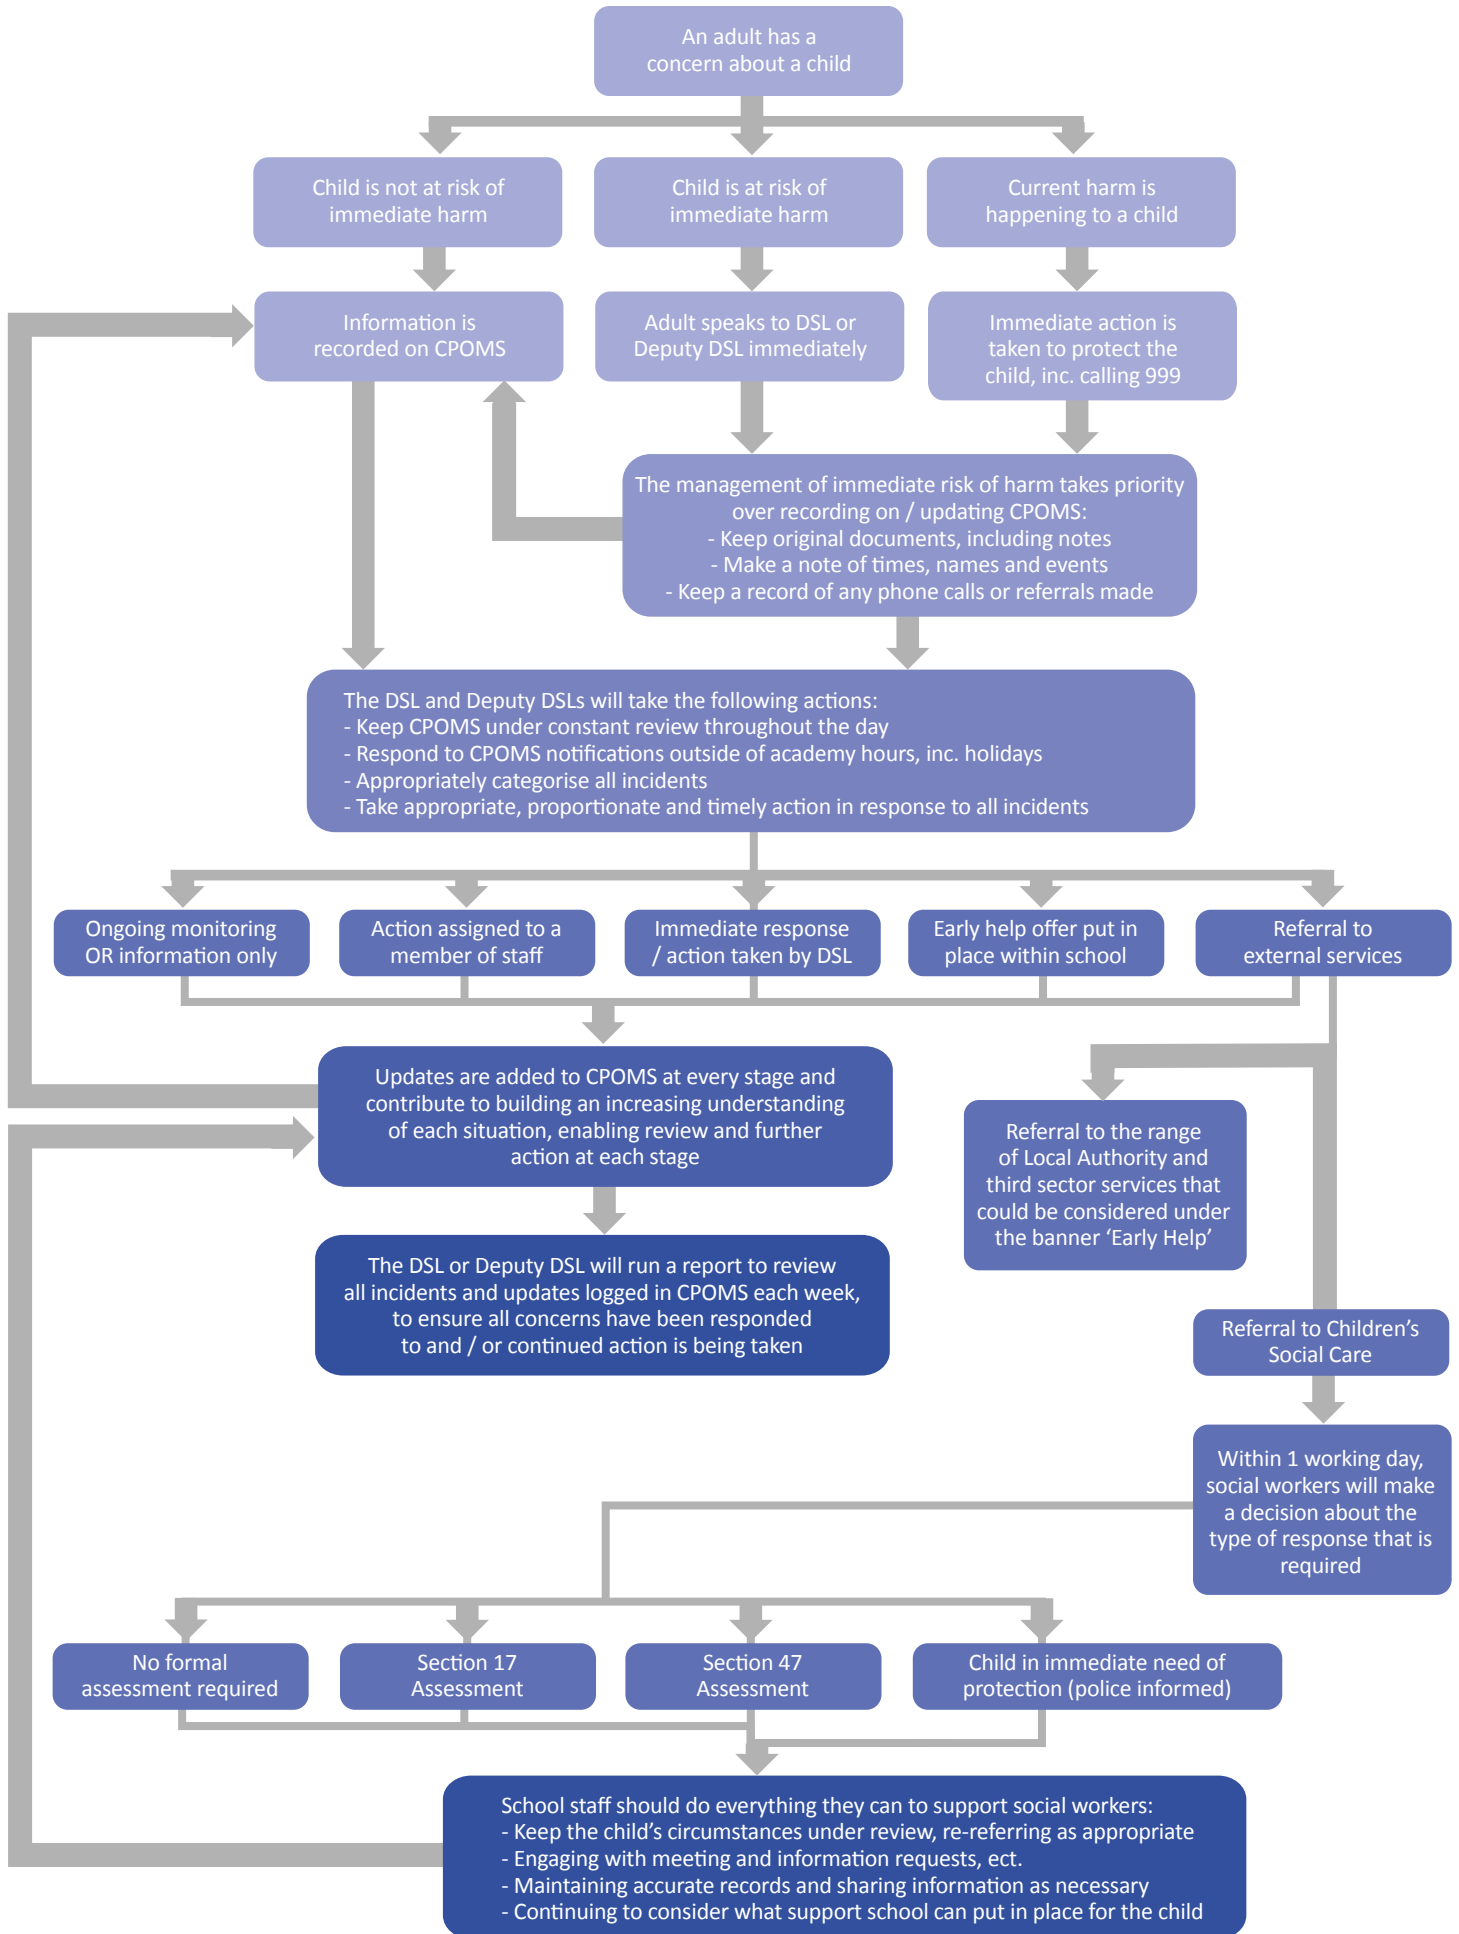 An adult has a
concern about a child
Child is not at risk of
immediate harm
Child is at risk of
immediate harm
Current harm is
happening to a child
Information is
recorded on CPOMS
Adult speaks to DSL or
Deputy DSL immediately
Immediate action is
taken to protect the
child, inc. calling 999
The management of immediate risk of harm takes priority
over recording on / updating CPOMS:
- Keep original documents, including notes
- Make a note of times, names and events
- Keep a record of any phone calls or referrals made
The DSL and Deputy DSLs will take the following actions:
- Keep CPOMS under constant review throughout the day
- Respond to CPOMS notifications outside of academy hours, inc. holidays
- Appropriately categorise all incidents
- Take appropriate, proportionate and timely action in response to all incidents
Ongoing monitoring
OR information only
Action assigned to a
member of staff
Immediate response
/ action taken by DSL
Early help offer put in
place within school
Referral to
external services
Updates are added to CPOMS at every stage and
contribute to building an increasing understanding
of each situation, enabling review and further
action at each stage
Referral to the range
of Local Authority and
third sector services that
could be considered under
the banner ‘Early Help’
The DSL or Deputy DSL will run a report to review
all incidents and updates logged in CPOMS each week,
to ensure all concerns have been responded
to and / or continued action is being taken
Referral to Children’s
Social Care
Within 1 working day,
social workers will make
a decision about the
type of response that is
required
No formal
assessment required
Section 17
Assessment
Section 47
Assessment
Child in immediate need of
protection (police informed)
School staff should do everything they can to support social workers:
- Keep the child’s circumstances under review, re-referring as appropriate
- Engaging with meeting and information requests, ect.
- Maintaining accurate records and sharing information as necessary
- Continuing to consider what support school can put in place for the child